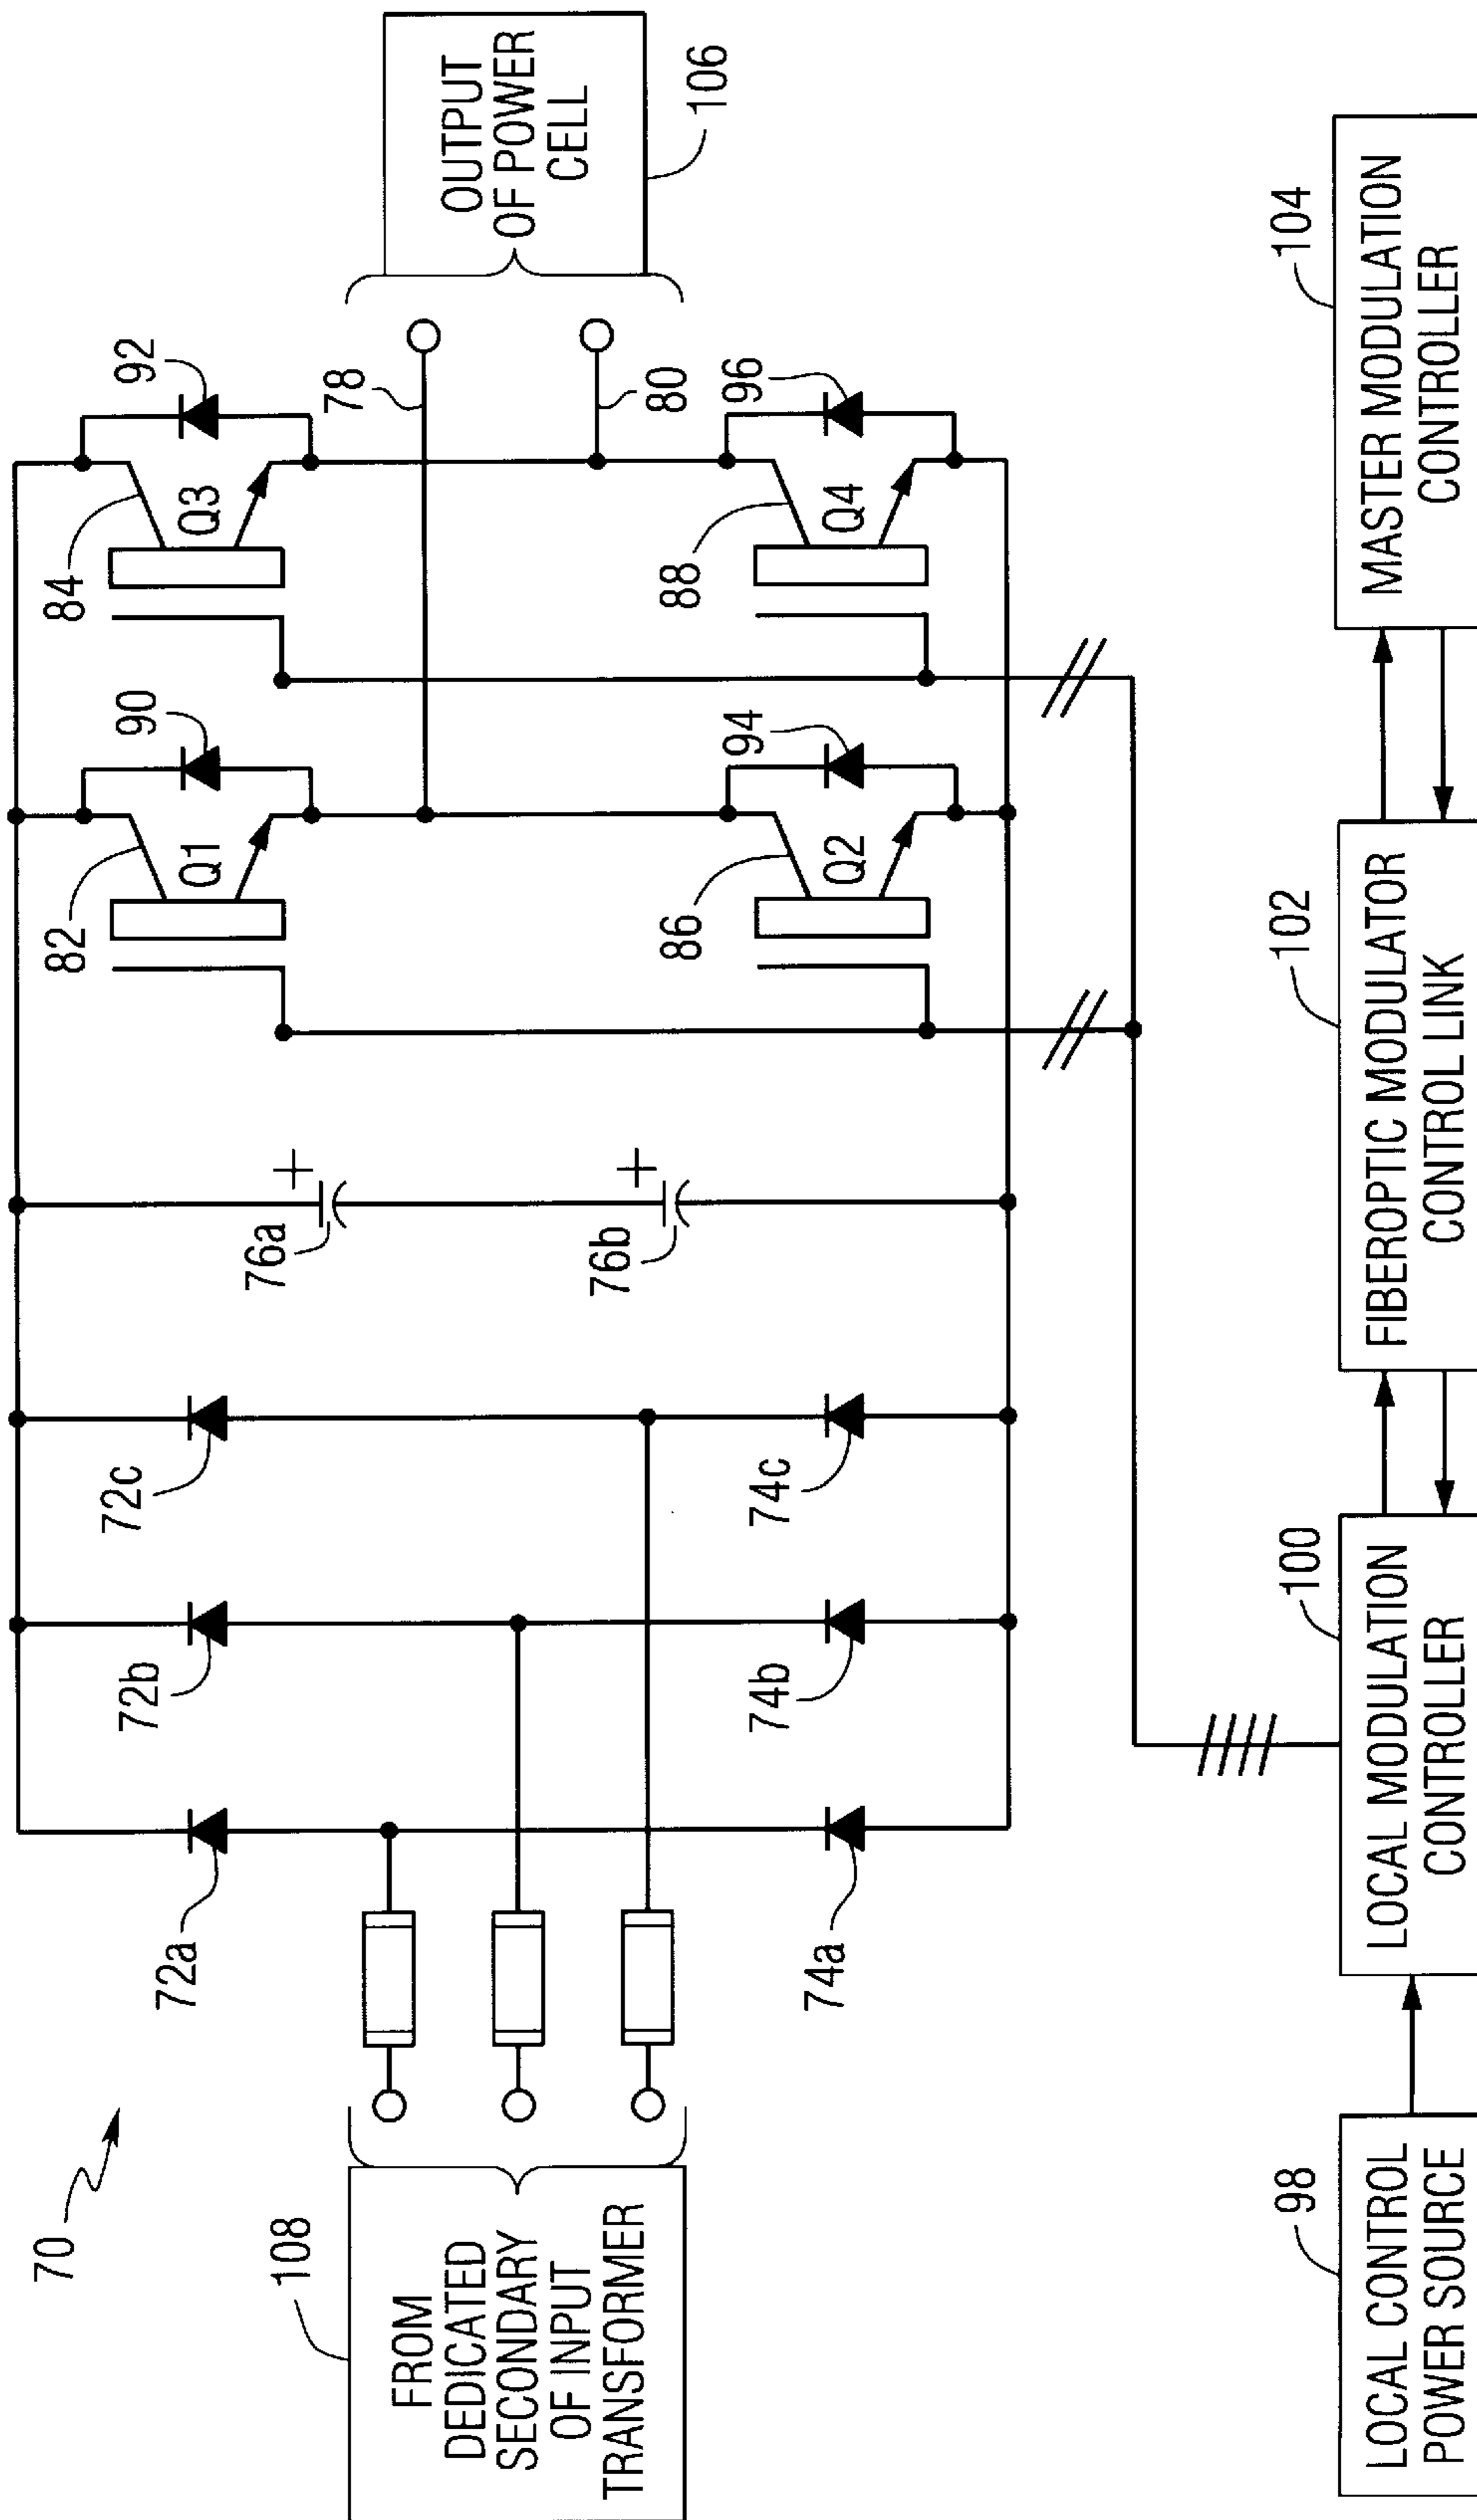 70
108
FROM
DEDICATED
SECONDARY
OF INPUT
TRANSFORMER
72a
72b
72c
74a
74b
74c
76a
76b
+
+
82
Q1
90
84
Q3
92
86
Q2
94
88
Q4
96
78
80
OUTPUT
OF POWER
CELL
106
98
LOCAL CONTROL
POWER SOURCE
100
LOCAL MODULATION
CONTROLLER
102
FIBEROPTIC MODULATOR
CONTROL LINK
104
MASTER MODULATION
CONTROLLER